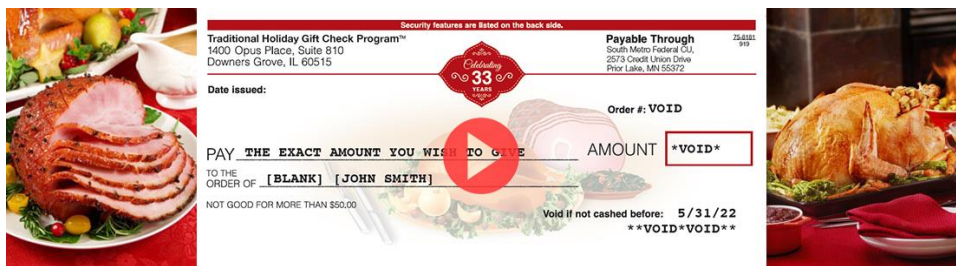 Security features are listed on the back side.
Traditional Holiday Gift Check Program™
1400 Opus Place, Suite 810
Downers Grove, IL 60515
Celebrating
33
YEARS
Payable Through
South Metro Federal CU,
2573 Credit Union Drive
Prior Lake, MN 55372
75-8181
919
Date issued:
Order #: VOID
PAY THE EXACT AMOUNT YOU WISH TO GIVE
AMOUNT *VOID*
TO THE
ORDER OF [BLANK] [JOHN SMITH]
NOT GOOD FOR MORE THAN $50.00
Void if not cashed before: 5/31/22
**VOID*VOID**